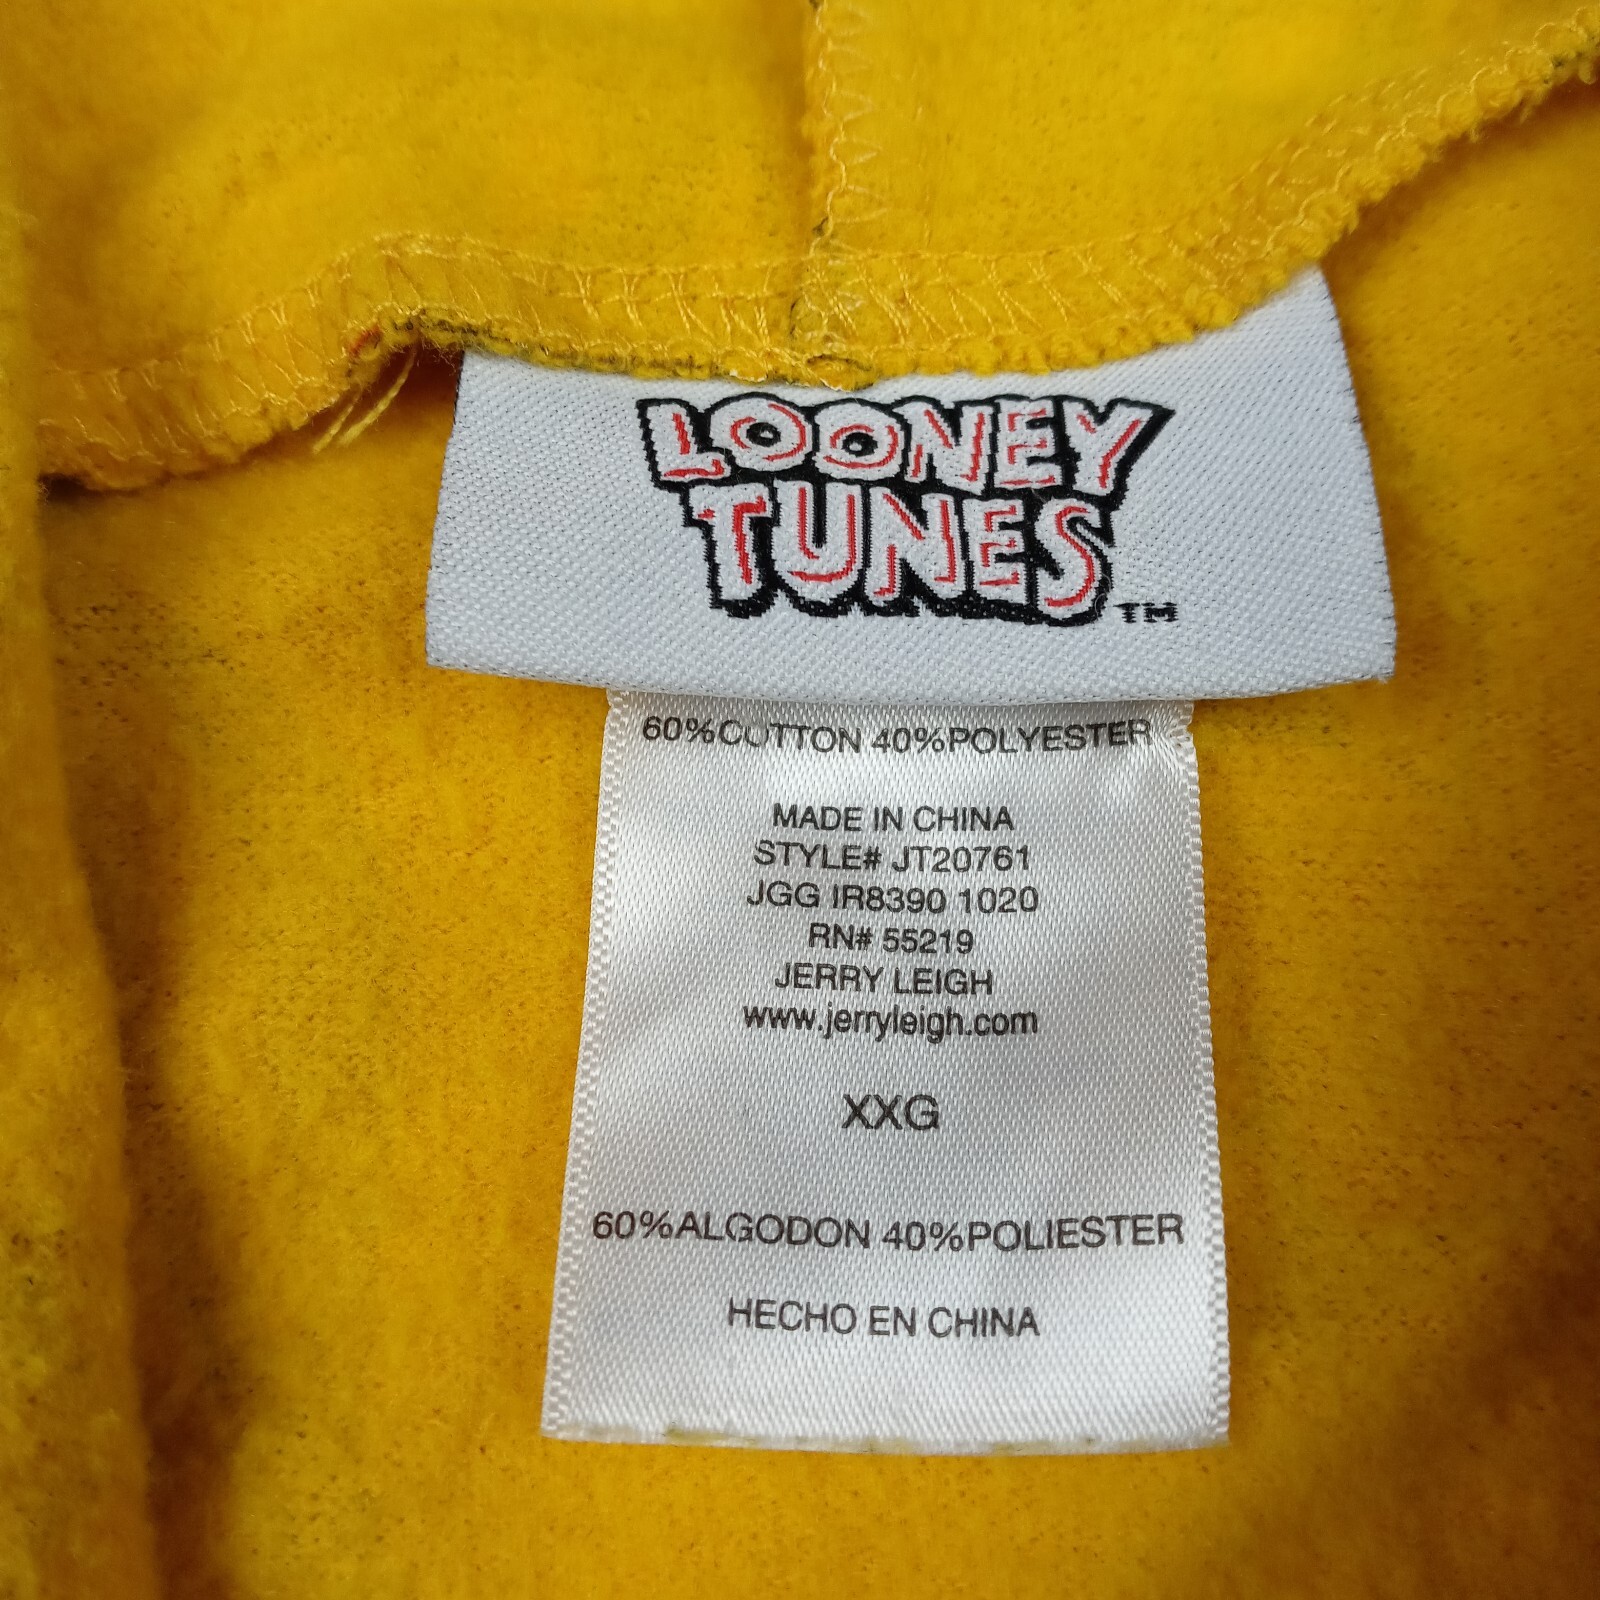 LOONEY
TUNES
TM
60%COTTON 40%POLYESTER
MADE IN CHINA
STYLE# JT20761
JGG IR8390 1020
RN# 55219
JERRY LEIGH
www.jerryleigh.com
XXG
60%ALGODON 40%POLIESTER
HECHO EN CHINA